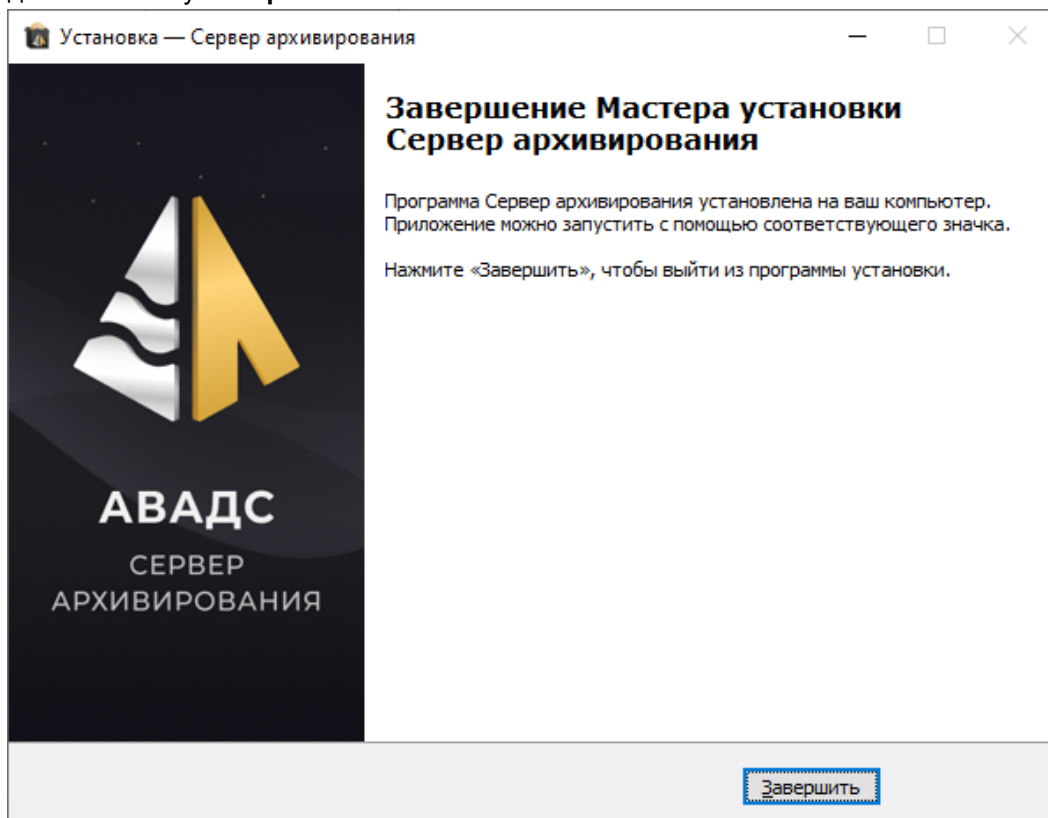 Установка — Сервер архивирования
Завершение Мастера установки
Сервер архивирования
Программа Сервер архивирования установлена на ваш компьютер.
Приложение можно запустить с помощью соответствующего значка.
Нажмите «Завершить», чтобы выйти из программы установки.
АВАДС
СЕРВЕР
АРХИВИРОВАНИЯ
Завершить